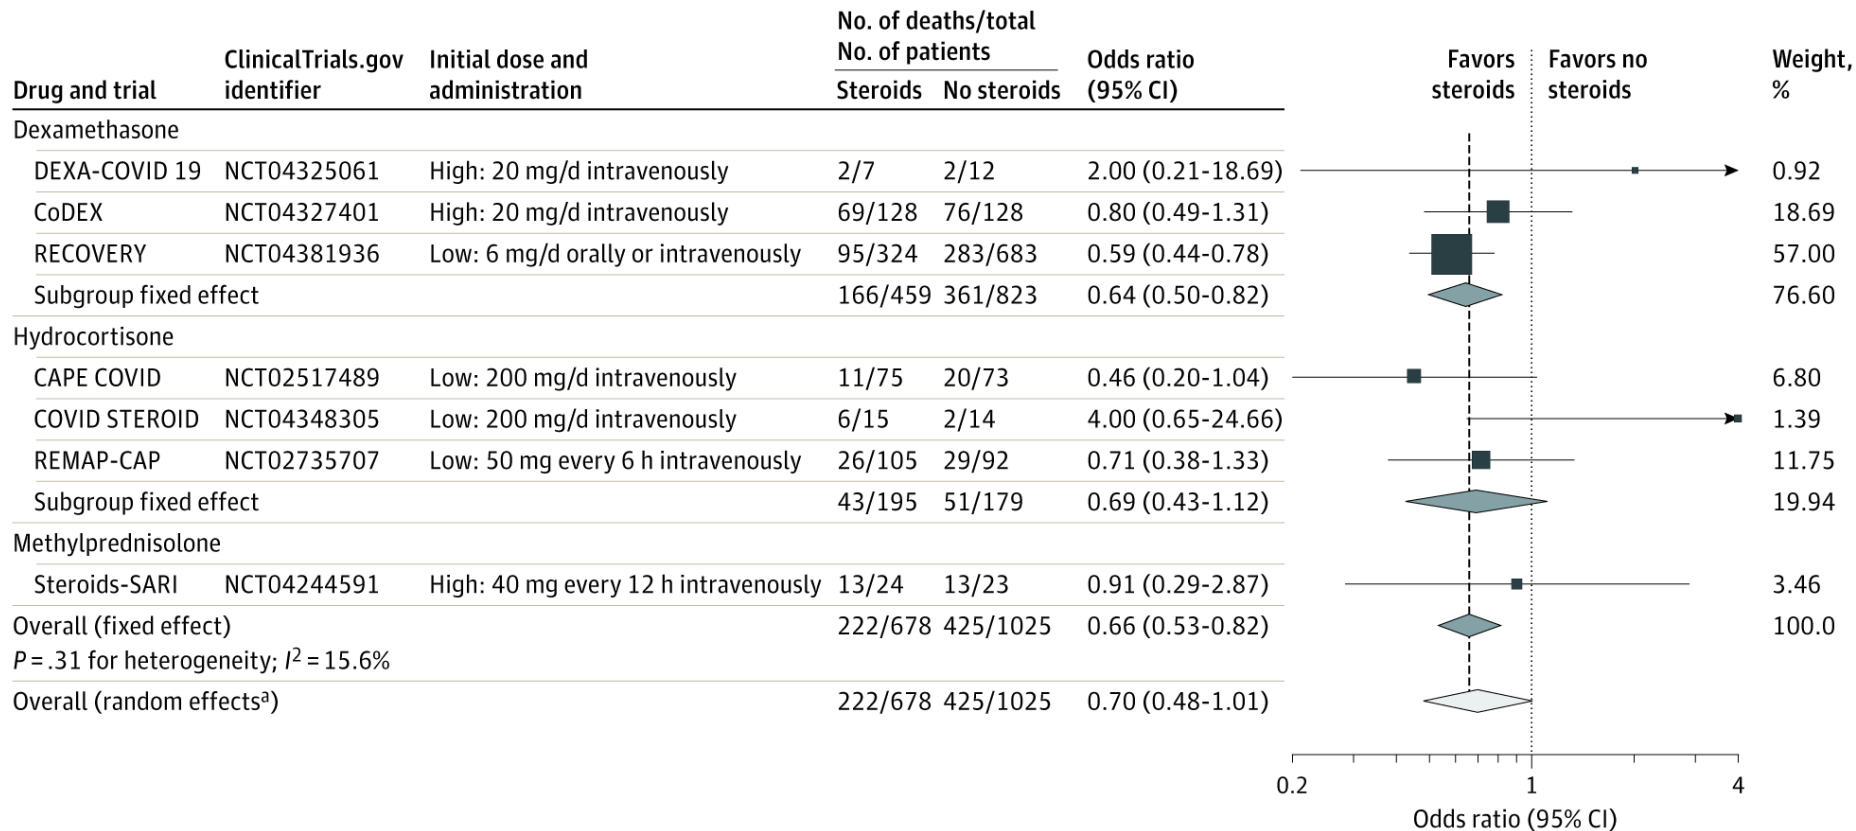 No. of deaths/total
No. of patients
Drug and trial ClinicalTrials.gov identifier Initial dose and administration Steroids No steroids Odds ratio (95% CI) Favors steroids Favors no steroids Weight, %
Dexamethasone
DEXA-COVID 19 NCT04325061 High: 20 mg/d intravenously 2/7 2/12 2.00 (0.21-18.69) 0.92
CoDEX NCT04327401 High: 20 mg/d intravenously 69/128 76/128 0.80 (0.49-1.31) 18.69
RECOVERY NCT04381936 Low: 6 mg/d orally or intravenously 95/324 283/683 0.59 (0.44-0.78) 57.00
Subgroup fixed effect 166/459 361/823 0.64 (0.50-0.82) 76.60
Hydrocortisone
CAPE COVID NCT02517489 Low: 200 mg/d intravenously 11/75 20/73 0.46 (0.20-1.04) 6.80
COVID STEROID NCT04348305 Low: 200 mg/d intravenously 6/15 2/14 4.00 (0.65-24.66) 1.39
REMAP-CAP NCT02735707 Low: 50 mg every 6 h intravenously 26/105 29/92 0.71 (0.38-1.33) 11.75
Subgroup fixed effect 43/195 51/179 0.69 (0.43-1.12) 19.94
Methylprednisolone
Steroids-SARI NCT04244591 High: 40 mg every 12 h intravenously 13/24 13/23 0.91 (0.29-2.87) 3.46
Overall (fixed effect) 222/678 425/1025 0.66 (0.53-0.82) 100.0
P = .31 for heterogeneity; I² = 15.6%
Overall (random effectsᵃ) 222/678 425/1025 0.70 (0.48-1.01)
0.2 1 4
Odds ratio (95% CI)